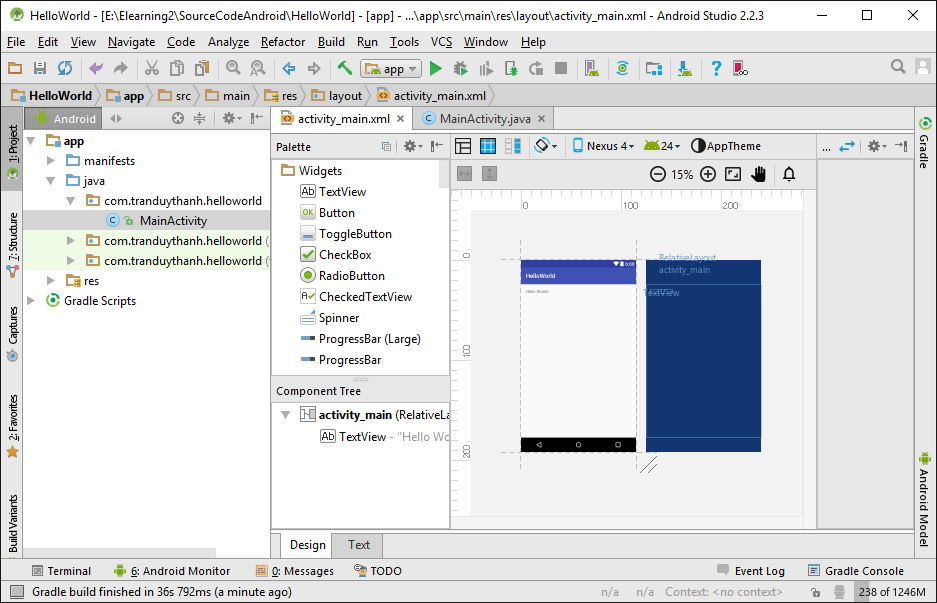 HelloWorld - [E:\Elearning2\SourceCodeAndroid\HelloWorld] - [app] - ...\app\src\main\res\layout\activity_main.xml - Android Studio 2.2.3
File Edit View Navigate Code Analyze Refactor Build Run Tools VCS Window Help
app
HelloWorld app src main res layout activity_main.xml
Android activity_main.xml MainActivity.java
1: Project
7: Structure
Captures
2: Favorites
Build Variants
app
manifests
java
com.tranduythanh.helloworld
MainActivity
com.tranduythanh.helloworld (
com.tranduythanh.helloworld (
res
Gradle Scripts
Palette
Widgets
TextView
Button
ToggleButton
CheckBox
RadioButton
CheckedTextView
Spinner
ProgressBar (Large)
ProgressBar
Component Tree
activity_main (RelativeLa
TextView - "Hello Wo
Nexus 4 24 AppTheme ...
15%
0 100 200
0
100
200
6:00
HelloWorld
Hello World!
RelativeLayout
activity_main
TextView
Design Text
Gradle
Android Model
Terminal 6: Android Monitor 0: Messages TODO Event Log Gradle Console
Gradle build finished in 36s 792ms (a minute ago) n/a n/a Context: <no context> 238 of 1246M